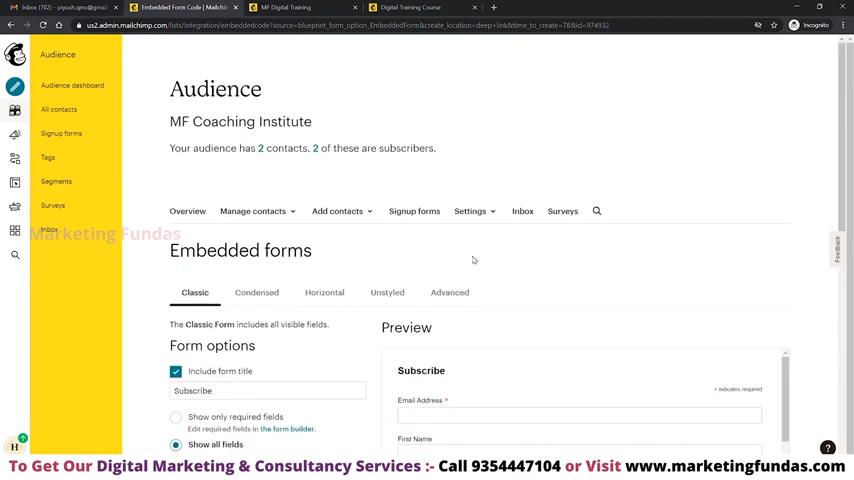 Inbox (10) - piyush.qms@gmail
Embedded Form Code | Mailchimp
MF Digital Training
Digital Training Course
us2.admin.mailchimp.com/lists/integration/embeddedcode?source=blueprint_form_option_EmbeddedForm&create_location=deep+link&time_to_create=78&id=974932
Incognito
Audience
Audience dashboard
All contacts
Signup forms
Tags
Segments
Surveys
Inbox
Marketing Fundas
H
Audience
MF Coaching Institute
Your audience has 2 contacts. 2 of these are subscribers.
Overview Manage contacts Add contacts Signup forms Settings Inbox Surveys
Embedded forms
Classic Condensed Horizontal Unstyled Advanced
The Classic Form includes all visible fields.
Form options
Include form title
Subscribe
Show only required fields
Edit required fields in the form builder.
Show all fields
Preview
Subscribe
* indicates required
Email Address *
First Name
Feedback
?
To Get Our Digital Marketing & Consultancy Services :- Call 9354447104 or Visit www.marketingfundas.com